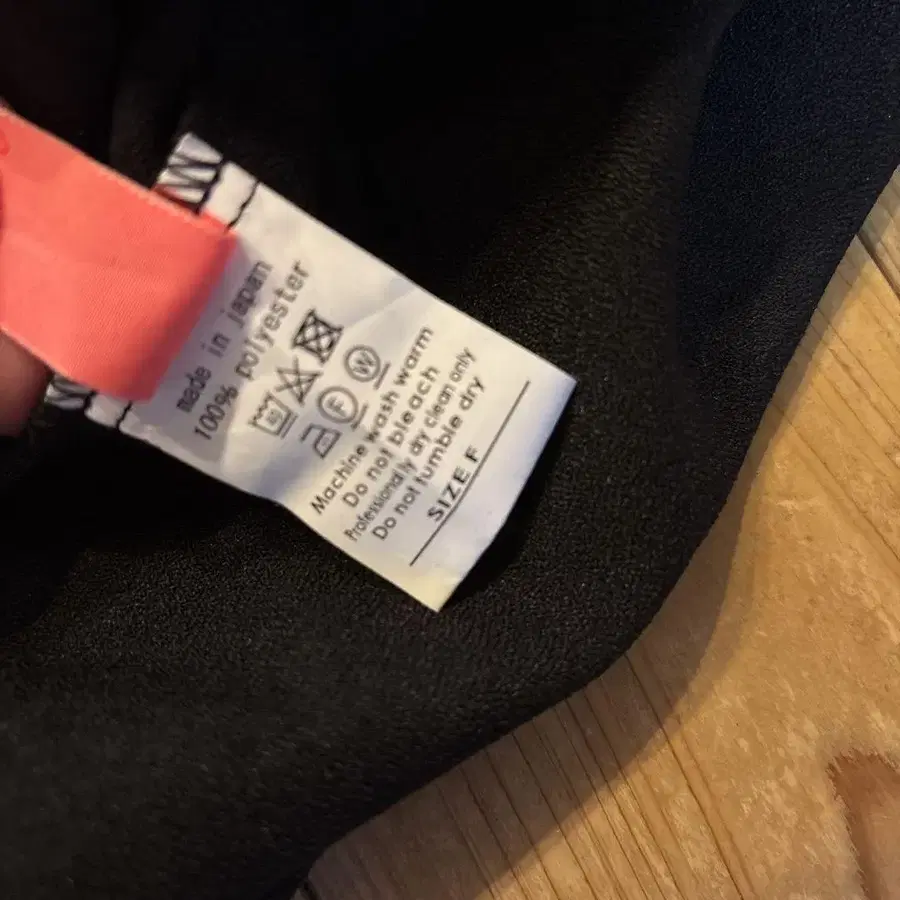 made in japan
100% polyester
F W
Machine wash warm
Do not bleach
Professionally dry clean only
Do not tumble dry
SIZE F